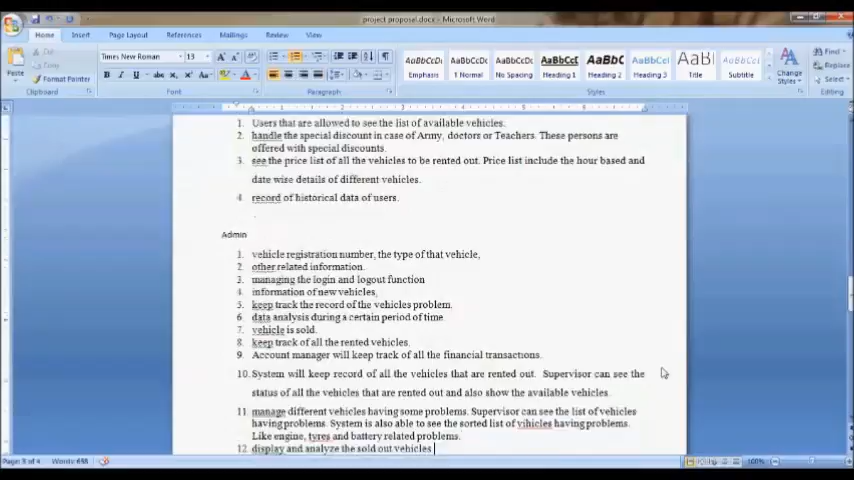 project proposal.docx - Microsoft Word
Home Insert Page Layout References Mailings Review View
Cut
Copy
Paste Format Painter
Times New Roman 13
AaBbCcDc AaBbCcDc AaBbCcDc AaBbCcI AaBbC AaBbCcI AaBl AaBbCcL
Emphasis 1 Normal No Spacing Heading 1 Heading 2 Heading 3 Title Subtitle
Change Styles
Find
Replace
Select
Clipboard Font Paragraph Styles Editing
1. Users that are allowed to see the list of available vehicles.
2. handle the special discount in case of Army, doctors or Teachers. These persons are
offered with special discounts.
3. see the price list of all the vehicles to be rented out. Price list include the hour based and
date wise details of different vehicles.
4. record of historical data of users.
Admin
1. vehicle registration number, the type of that vehicle,
2. other related information.
3. managing the login and logout function
4. information of new vehicles,
5. keep track the record of the vehicles problem.
6. data analysis during a certain period of time.
7. vehicle is sold.
8. keep track of all the rented vehicles.
9. Account manager will keep track of all the financial transactions.
10. System will keep record of all the vehicles that are rented out. Supervisor can see the
status of all the vehicles that are rented out and also show the available vehicles.
11. manage different vehicles having some problems. Supervisor can see the list of vehicles
having problems. System is also able to see the sorted list of vihicles having problems.
Like engine, tyres and battery related problems.
12. display and analyze the sold out vehicles
Page: 3 of 4 Words: 638 100%